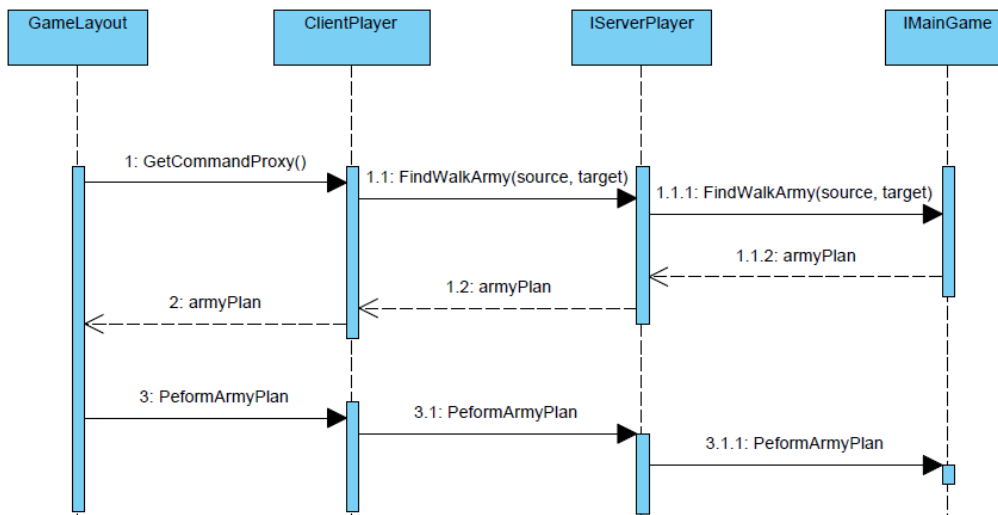 GameLayout
ClientPlayer
IServerPlayer
IMainGame
1: GetCommandProxy()
1.1: FindWalkArmy(source, target)
1.1.1: FindWalkArmy(source, target)
1.1.2: armyPlan
1.2: armyPlan
2: armyPlan
3: PeformArmyPlan
3.1: PeformArmyPlan
3.1.1: PeformArmyPlan